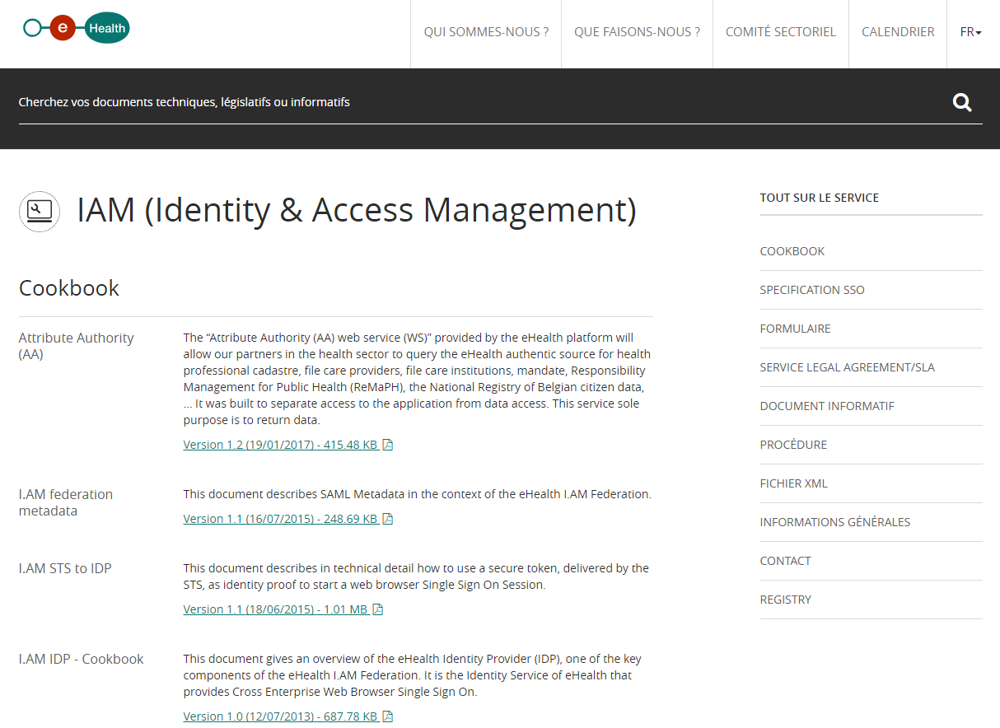 e Health
QUI SOMMES-NOUS ?
QUE FAISONS-NOUS ?
COMITÉ SECTORIEL
CALENDRIER
FR
Cherchez vos documents techniques, législatifs ou informatifs
IAM (Identity & Access Management)
Cookbook
Attribute Authority
(AA)
The “Attribute Authority (AA) web service (WS)” provided by the eHealth platform will
allow our partners in the health sector to query the eHealth authentic source for health
professional cadastre, file care providers, file care institutions, mandate, Responsibility
Management for Public Health (ReMaPH), the National Registry of Belgian citizen data,
... It was built to separate access to the application from data access. This service sole
purpose is to return data.
Version 1.2 (19/01/2017) - 415.48 KB
I.AM federation
metadata
This document describes SAML Metadata in the context of the eHealth I.AM Federation.
Version 1.1 (16/07/2015) - 248.69 KB
I.AM STS to IDP
This document describes in technical detail how to use a secure token, delivered by the
STS, as identity proof to start a web browser Single Sign On Session.
Version 1.1 (18/06/2015) - 1.01 MB
I.AM IDP - Cookbook
This document gives an overview of the eHealth Identity Provider (IDP), one of the key
components of the eHealth I.AM Federation. It is the Identity Service of eHealth that
provides Cross Enterprise Web Browser Single Sign On.
Version 1.0 (12/07/2013) - 687.78 KB
TOUT SUR LE SERVICE
COOKBOOK
SPECIFICATION SSO
FORMULAIRE
SERVICE LEGAL AGREEMENT/SLA
DOCUMENT INFORMATIF
PROCÉDURE
FICHIER XML
INFORMATIONS GÉNÉRALES
CONTACT
REGISTRY